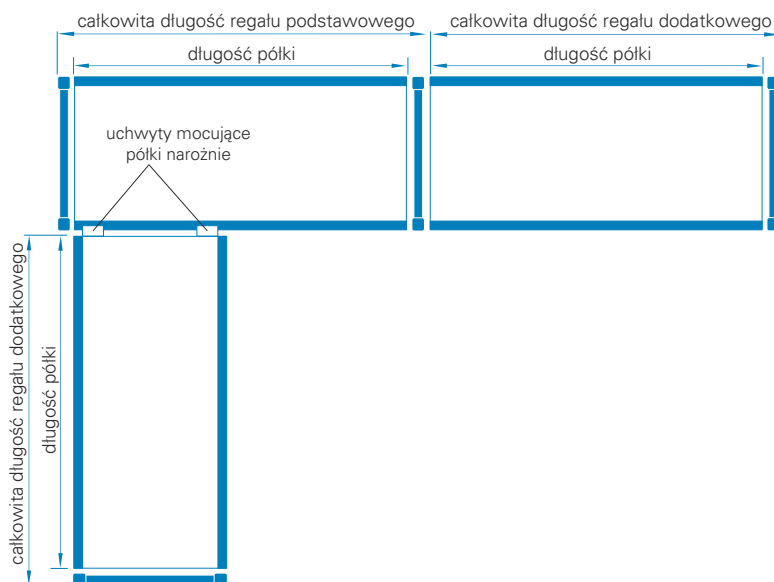 całkowita długość regału podstawowego
całkowita długość regału dodatkowego
długość półki
długość półki
uchwyty mocujące
półki narożnie
całkowita długość regału dodatkowego
długość półki